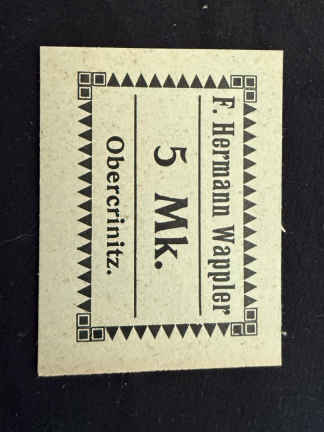 F. Hermann Wappler
5 Mk.
Obercrinitz.